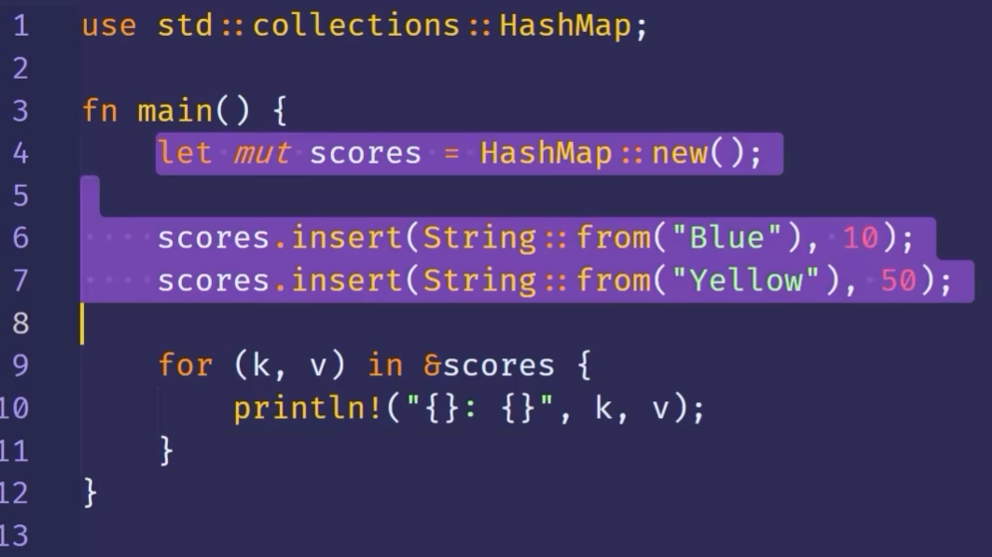 1 use std::collections::HashMap;
2
3 fn main() {
4     let mut scores = HashMap::new();
5
6     scores.insert(String::from("Blue"), 10);
7     scores.insert(String::from("Yellow"), 50);
8
9     for (k, v) in &scores {
10         println!("{}: {}", k, v);
11     }
12 }
13